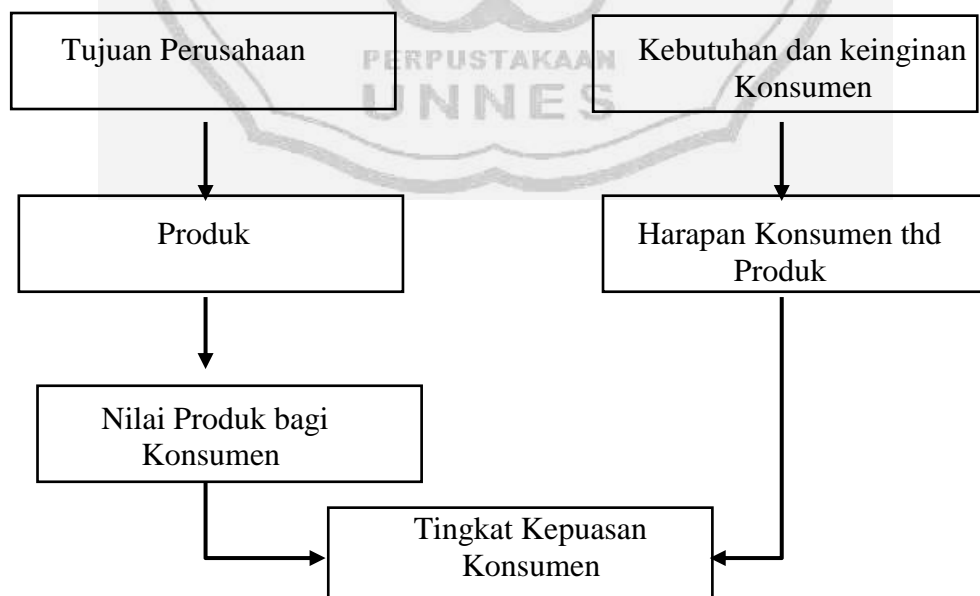 Tujuan Perusahaan
Kebutuhan dan keinginan
Konsumen
PERPUSTAKAAN
UNNES
Produk
Harapan Konsumen thd
Produk
Nilai Produk bagi
Konsumen
Tingkat Kepuasan
Konsumen